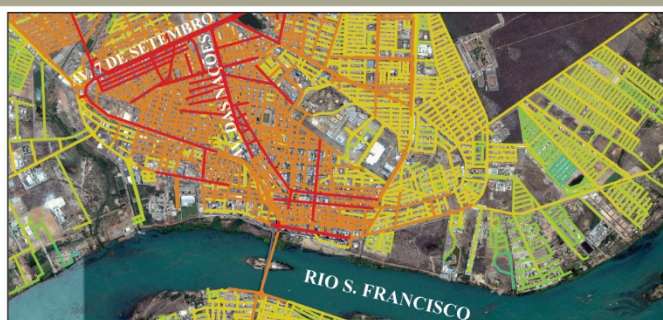 AV. 7 DE SETEMBRO
AV. DAS NAÇÕES
RIO S. FRANCISCO